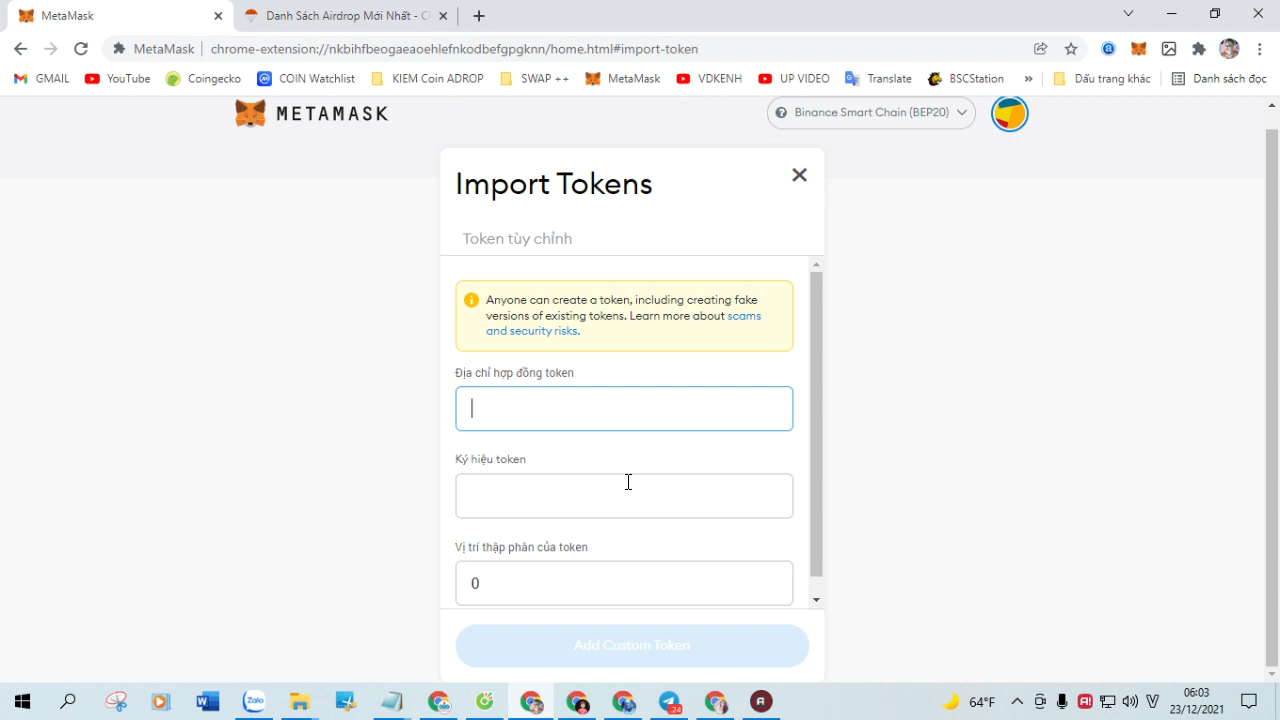 MetaMask
Danh Sách Airdrop Mới Nhất - C
MetaMask
chrome-extension://nkbihfbeogaeaoehlefnkodbefgpgknn/home.html#import-token
GMAIL
YouTube
Coingecko
COIN Watchlist
KIEM Coin ADROP
SWAP ++
MetaMask
VDKENH
UP VIDEO
Translate
BSCStation
»
Dấu trang khác
Danh sách đọc
METAMASK
Binance Smart Chain (BEP20)
Import Tokens
Token tùy chỉnh
Anyone can create a token, including creating fake
versions of existing tokens. Learn more about scams
and security risks.
Địa chỉ hợp đồng token
Ký hiệu token
Vị trí thập phân của token
0
Add Custom Token
Zalo
24
64°F
06:03
23/12/2021